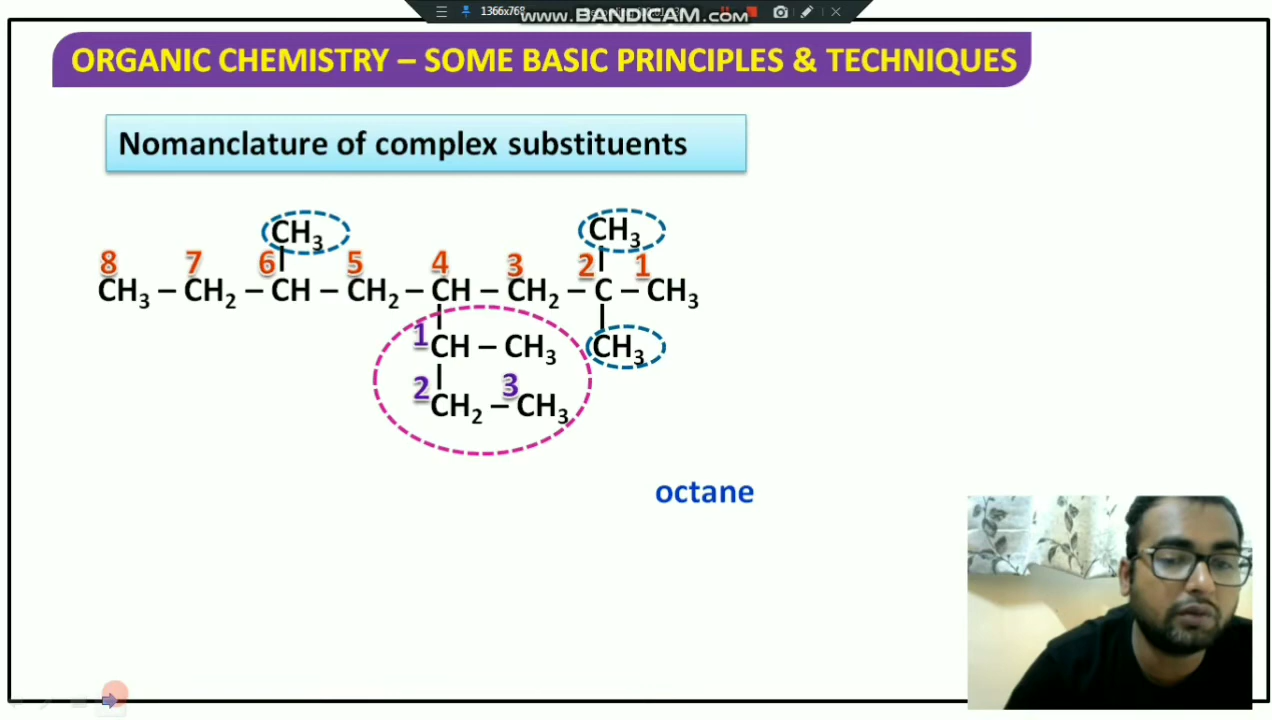 1366x768
www.BANDICAM.com
ORGANIC CHEMISTRY – SOME BASIC PRINCIPLES & TECHNIQUES
Nomanclature of complex substituents
CH3 CH3
8 7 6 5 4 3 2 1
CH3 – CH2 – CH – CH2 – CH – CH2 – C – CH3
1 CH – CH3 CH3
2 3
CH2 – CH3
octane